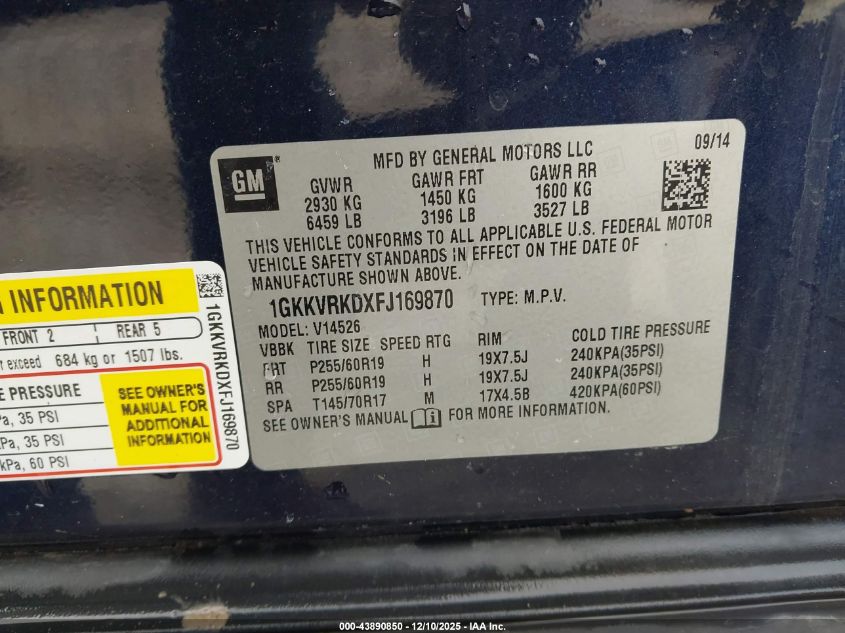 GM
MFD BY GENERAL MOTORS LLC
09/14
GVWR GAWR FRT GAWR RR
2930 KG 1450 KG 1600 KG
6459 LB 3196 LB 3527 LB
THIS VEHICLE CONFORMS TO ALL APPLICABLE U.S. FEDERAL MOTOR
VEHICLE SAFETY STANDARDS IN EFFECT ON THE DATE OF
MANUFACTURE SHOWN ABOVE.
1GKKVRKDXFJ169870 TYPE: M.P.V.
MODEL: V14526
VBBK TIRE SIZE SPEED RTG RIM COLD TIRE PRESSURE
FRT P255/60R19 H 19X7.5J 240KPA(35PSI)
RR P255/60R19 H 19X7.5J 240KPA(35PSI)
SPA T145/70R17 M 17X4.5B 420KPA(60PSI)
SEE OWNER'S MANUAL FOR MORE INFORMATION.
INFORMATION
FRONT 2 REAR 5
exceed 684 kg or 1507 lbs.
PRESSURE
35 PSI
kPa, 35 PSI
kPa, 60 PSI
SEE OWNER'S
MANUAL FOR
ADDITIONAL
INFORMATION
1GKKVRKDXFJ169870
000-43890850 - 12/10/2025 - IAA Inc.